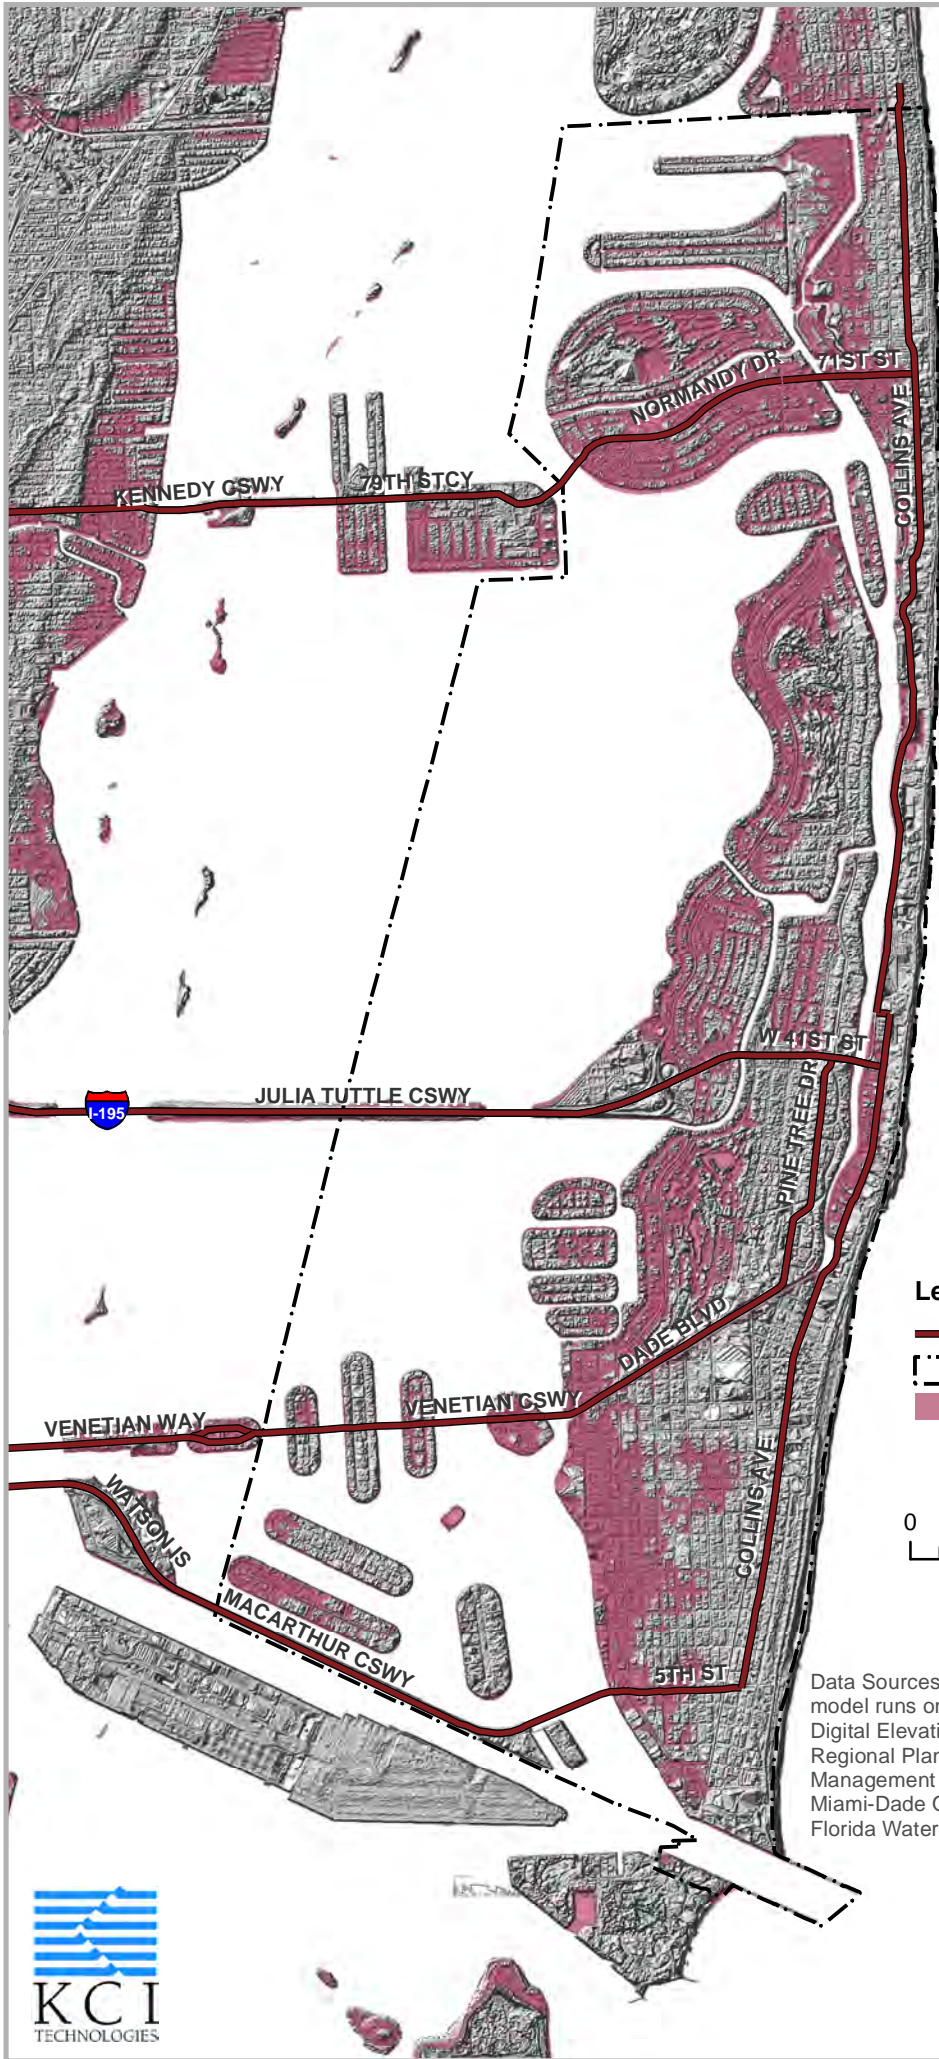 71ST ST
NORMANDY DR
COLLINS AVE
79TH STCY
KENNEDY CSWY
W 41ST ST
JULIA TUTTLE CSWY
I-195
PINE TREE DR
Le
DADE BLVD
VENETIAN CSWY
VENETIAN WAY
COLLINS AVE
WATSON IS
0
MACARTHUR CSWY
5TH ST
Data Sources
model runs or
Digital Elevati
Regional Plan
Management
Miami-Dade C
Florida Water
KCI
TECHNOLOGIES